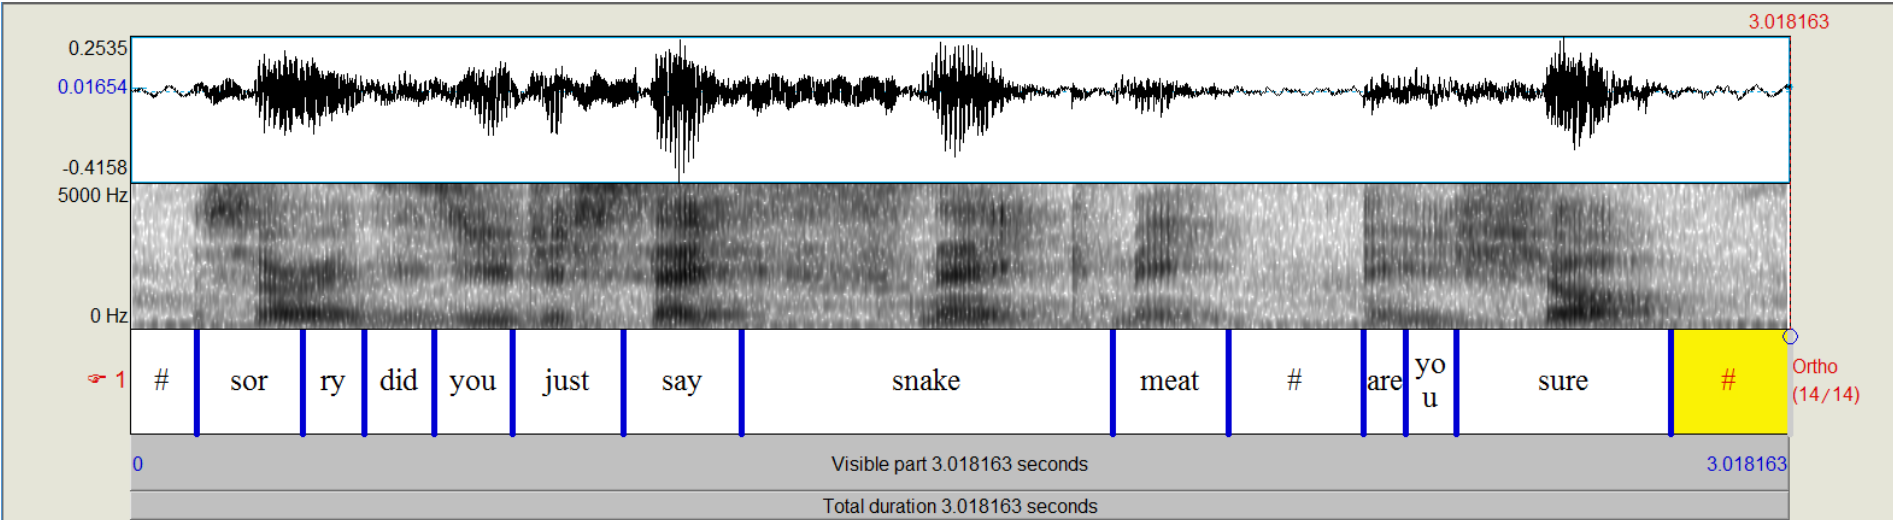 3.018163
0.2535
0.01654
-0.4158
5000 Hz
0 Hz
☞ 1 # sor ry did you just say snake meat # are yo
u sure # Ortho
(14/14)
0 Visible part 3.018163 seconds 3.018163
Total duration 3.018163 seconds